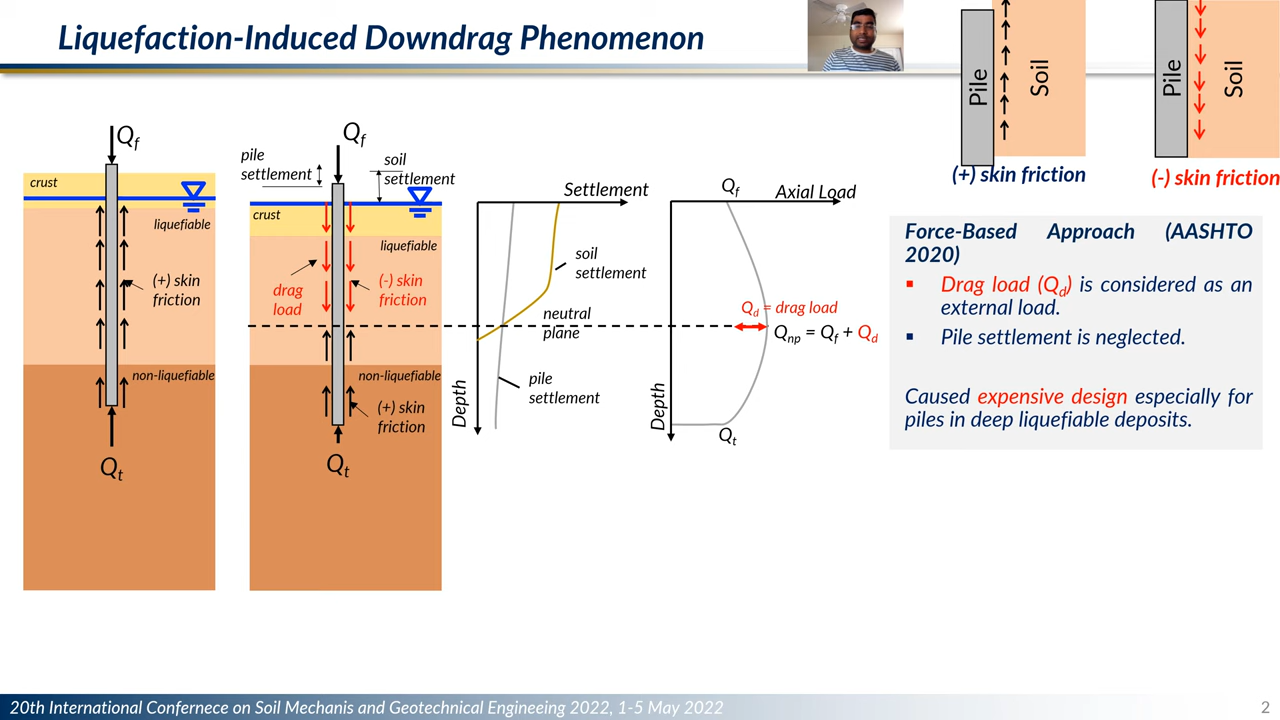 Liquefaction-Induced Downdrag Phenomenon
Pile
Soil
(+) skin friction
Pile
Soil
(-) skin friction
Qf
crust
liquefiable
(+) skin
friction
non-liquefiable
Qt
Qf
pile
settlement
soil
settlement
crust
liquefiable
drag
load
(-) skin
friction
non-liquefiable
(+) skin
friction
Qt
Settlement
soil
settlement
neutral
plane
pile
settlement
Depth
Qf
Axial Load
Qd = drag load
Qnp = Qf + Qd
Depth
Qt
Force-Based Approach (AASHTO
2020)
▪ Drag load (Qd) is considered as an
external load.
▪ Pile settlement is neglected.
Caused expensive design especially for
piles in deep liquefiable deposits.
20th International Confernece on Soil Mechanis and Geotechnical Engineeing 2022, 1-5 May 2022
2